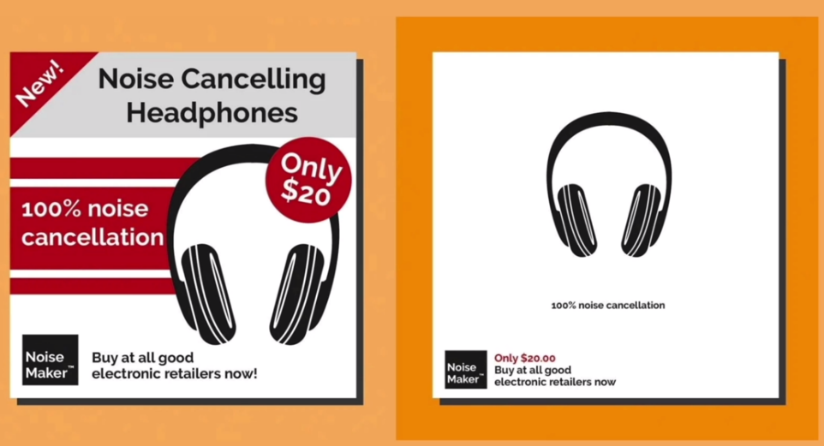 New!
Noise Cancelling
Headphones
Only
$20
100% noise
cancellation
Noise
Maker™
Buy at all good
electronic retailers now!
100% noise cancellation
Noise
Maker™
Only $20.00
Buy at all good
electronic retailers now